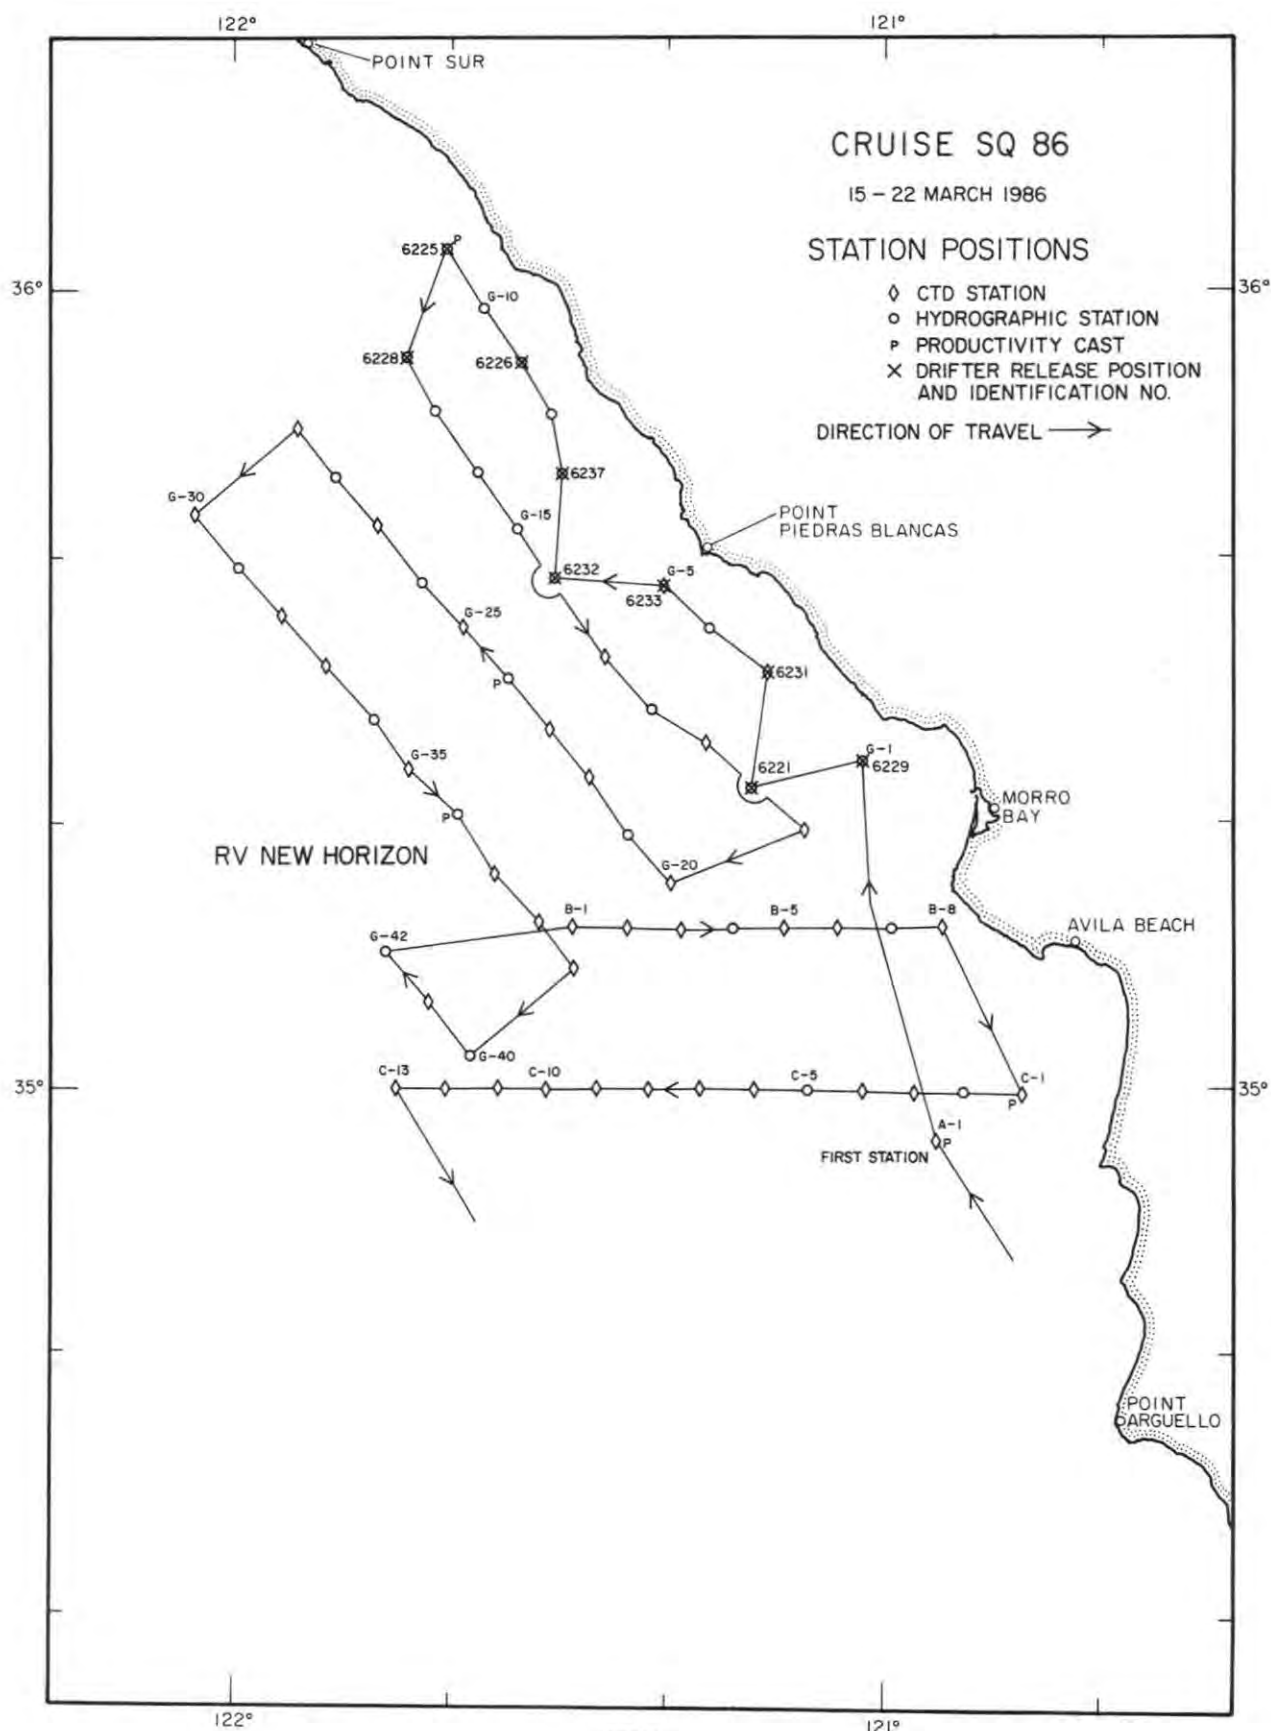 122°
121°
POINT SUR
CRUISE SQ 86
15 – 22 MARCH 1986
STATION POSITIONS
CTD STATION
HYDROGRAPHIC STATION
P PRODUCTIVITY CAST
DRIFTER RELEASE POSITION
AND IDENTIFICATION NO.
DIRECTION OF TRAVEL
36°
36°
6225
P
G-10
6228
6226
6237
G-30
G-15
POINT
PIEDRAS BLANCAS
6232
G-5
6233
G-25
P
6231
G-35
G-1
6229
6221
P
MORRO
BAY
RV NEW HORIZON
G-20
B-1
B-5
B-8
AVILA BEACH
G-42
G-40
35°
35°
C-13
C-10
C-5
C-1
P
A-1
P
FIRST STATION
POINT
ARGUELLO
122°
121°